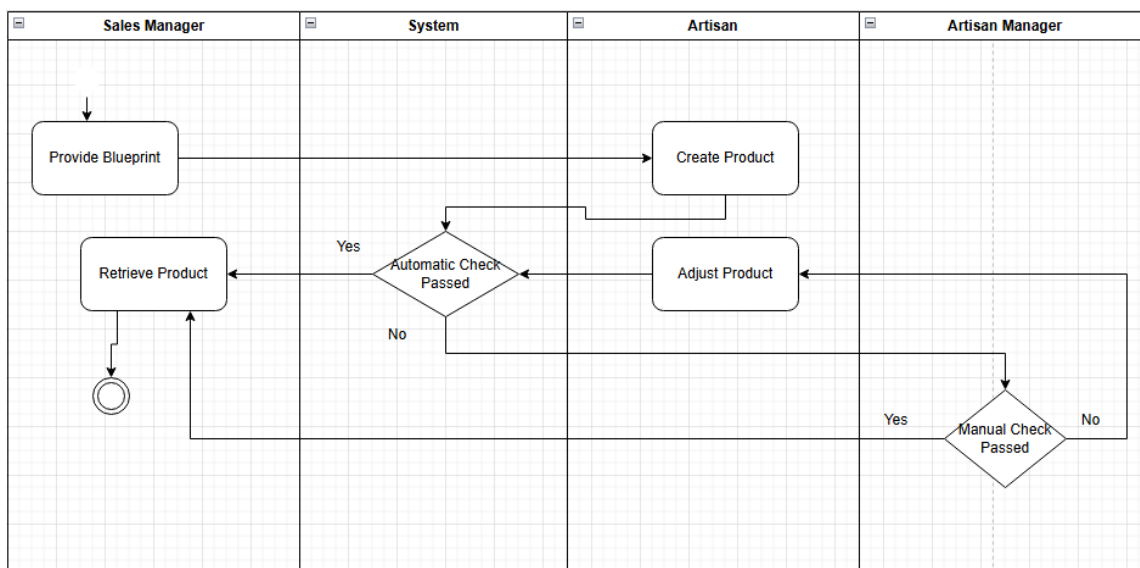 Sales Manager
System
Artisan
Artisan Manager
Provide Blueprint
Create Product
Yes
Retrieve Product
Automatic Check
Passed
Adjust Product
No
Yes
Manual Check
Passed
No